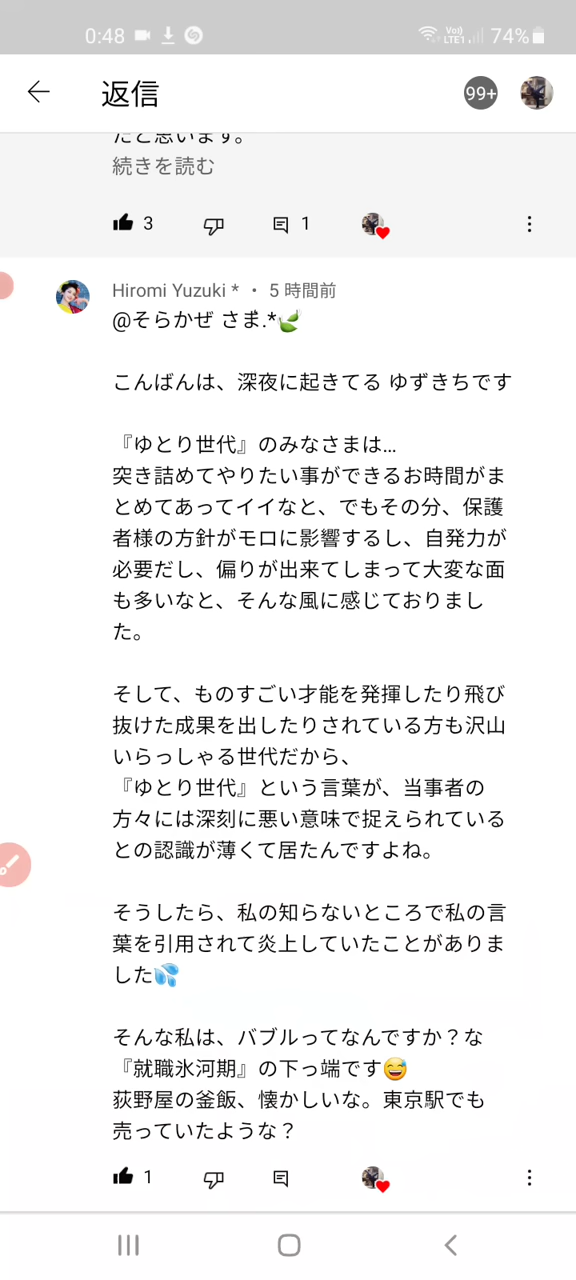 0:48
Vo)) LTE1 74%
返信
99+
たと思います。
続きを読む
3
1
Hiromi Yuzuki * ・ 5 時間前
@そらかぜ さま.*
こんばんは、深夜に起きてる ゆずきちです
『ゆとり世代』のみなさまは…
突き詰めてやりたい事ができるお時間がま
とめてあってイイなと、でもその分、保護
者様の方針がモロに影響するし、自発力が
必要だし、偏りが出来てしまって大変な面
も多いなと、そんな風に感じておりまし
た。
そして、ものすごい才能を発揮したり飛び
抜けた成果を出したりされている方も沢山
いらっしゃる世代だから、
『ゆとり世代』という言葉が、当事者の
方々には深刻に悪い意味で捉えられている
との認識が薄くて居たんですよね。
そうしたら、私の知らないところで私の言
葉を引用されて炎上していたことがありま
した💦
そんな私は、バブルってなんですか？な
『就職氷河期』の下っ端です😅
荻野屋の釜飯、懐かしいな。東京駅でも
売っていたような？
1